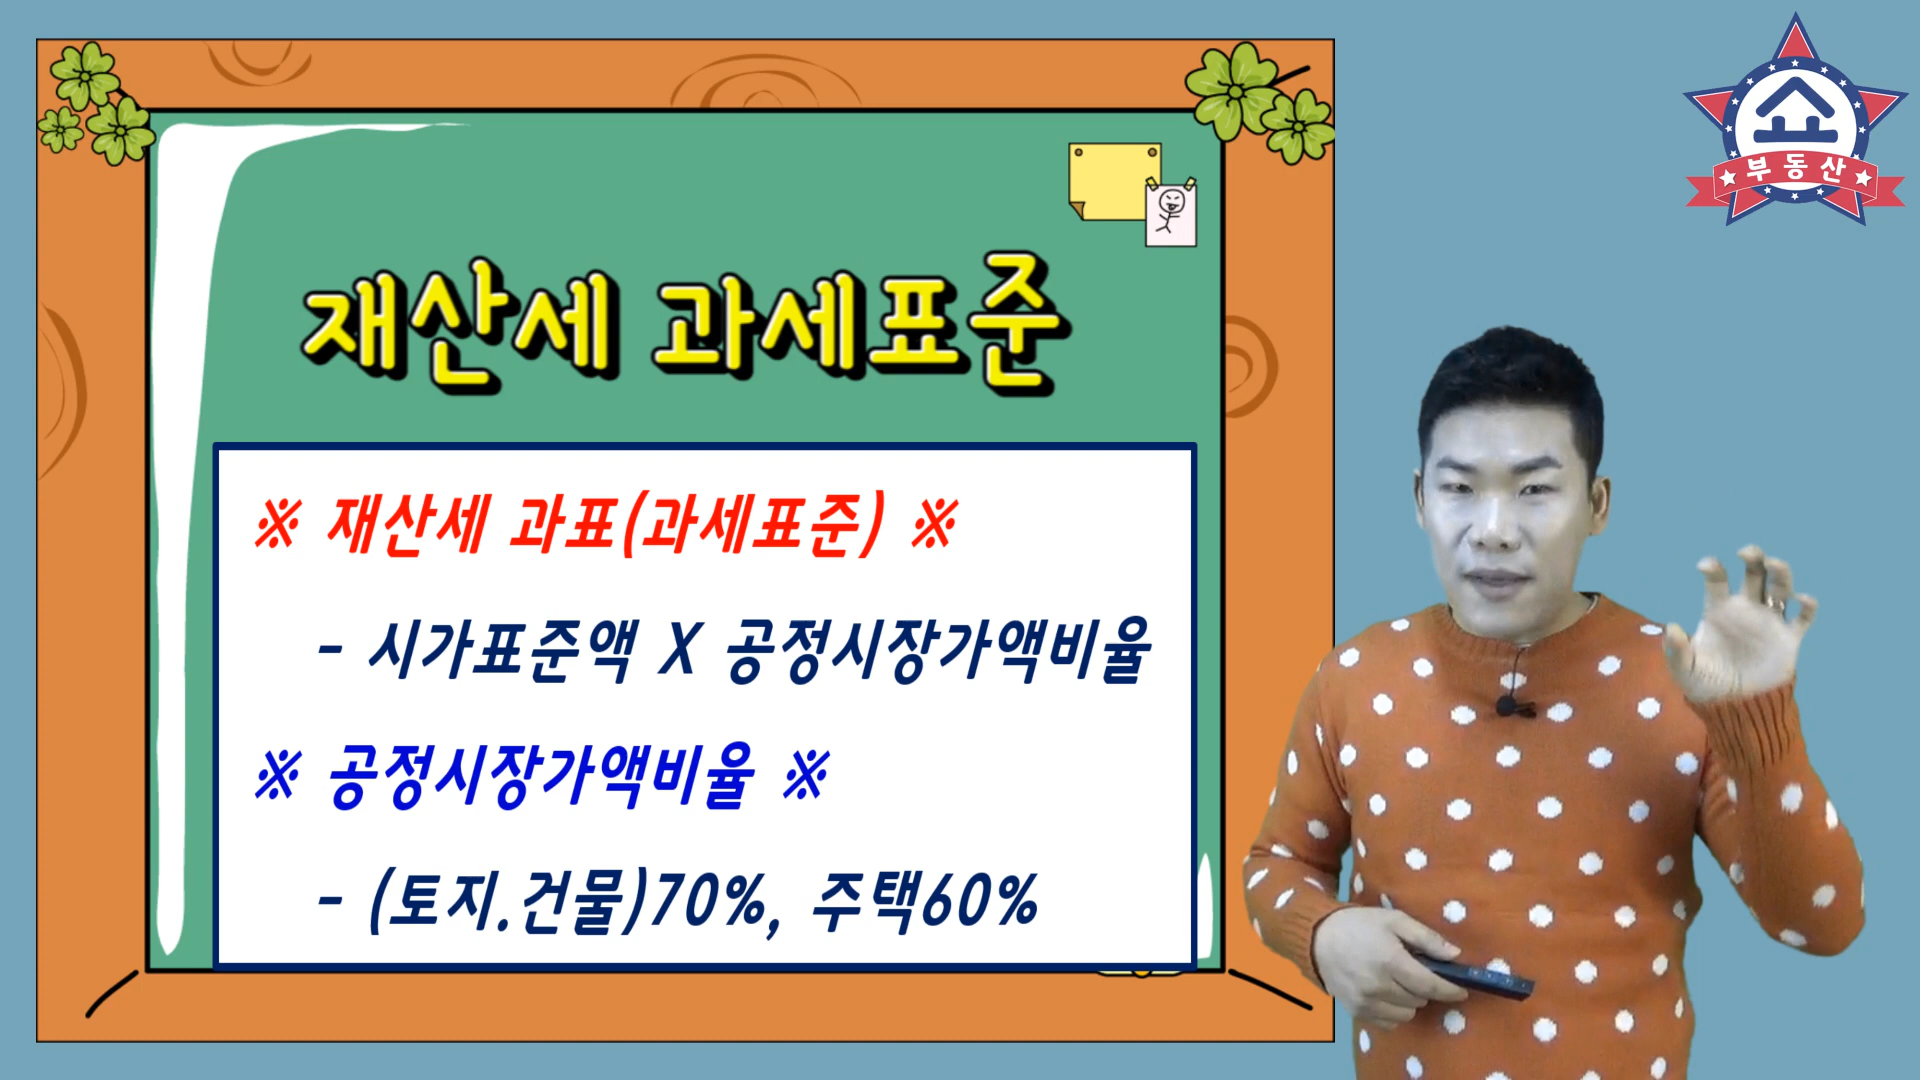 쇼
부동산
재산세 과세표준
※ 재산세 과표(과세표준) ※
- 시가표준액 X 공정시장가액비율
※ 공정시장가액비율 ※
- (토지.건물)70%, 주택60%